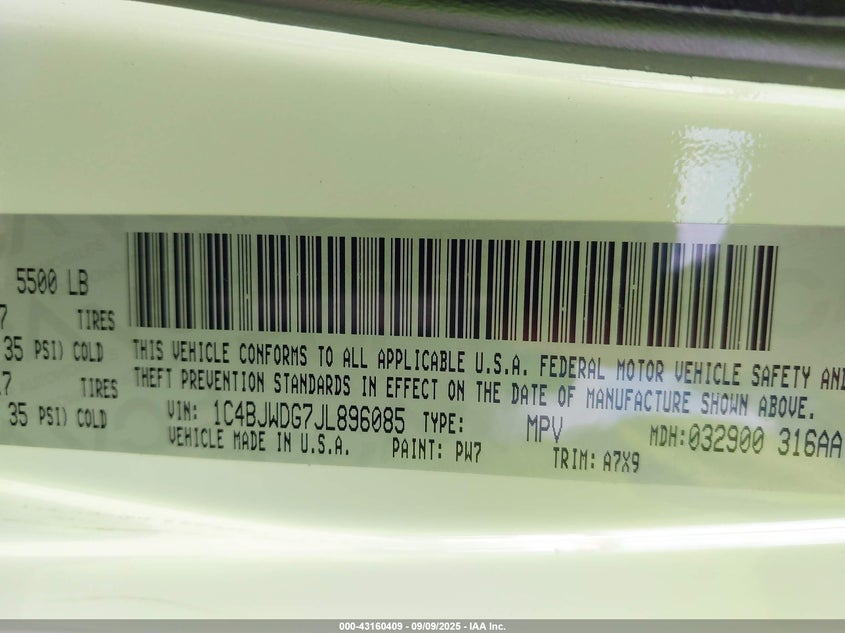 5500 LB
7 TIRES
35 PSI) COLD
.7 TIRES
35 PSI) COLD
THIS VEHICLE CONFORMS TO ALL APPLICABLE U.S.A. FEDERAL MOTOR VEHICLE SAFETY AND
THEFT PREVENTION STANDARDS IN EFFECT ON THE DATE OF MANUFACTURE SHOWN ABOVE.
VIN: 1C4BJWDG7JL896085 TYPE: MPV MDH:032900 316AA
VEHICLE MADE IN U.S.A. PAINT: PW7 TRIM: A7X9
000-43160409 - 09/09/2025 - IAA Inc.